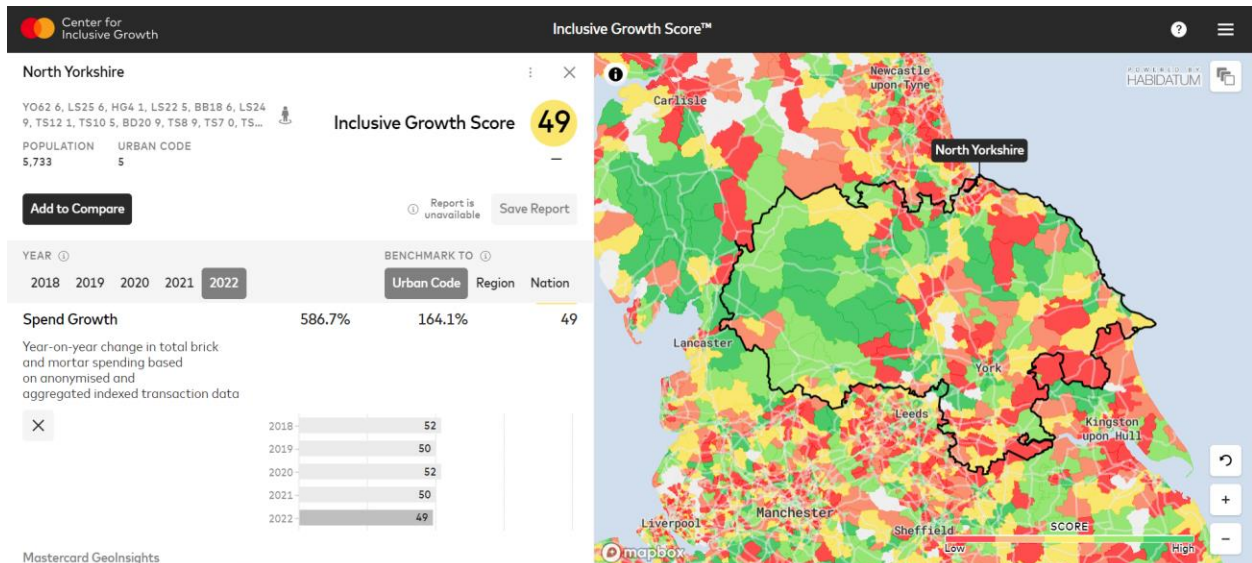 Center for
Inclusive Growth
Inclusive Growth Score™
?
North Yorkshire
YO62 6, LS25 6, HG4 1, LS22 5, BB18 6, LS24
9, TS12 1, TS10 5, BD20 9, TS8 9, TS7 0, TS...
Inclusive Growth Score
49
–
POPULATION
URBAN CODE
5,733
5
Add to Compare
Report is
unavailable
Save Report
YEAR
BENCHMARK TO
2018 2019 2020 2021 2022
Urban Code Region Nation
Spend Growth 586.7% 164.1% 49
Year-on-year change in total brick
and mortar spending based
on anonymised and
aggregated indexed transaction data
2018 52
2019 50
2020 52
2021 50
2022 49
Mastercard GeoInsights
POWERED BY
HABIDATUM
Newcastle
upon Tyne
Carlisle
North Yorkshire
Lancaster
York
Leeds
Kingston
upon Hull
Manchester
Liverpool
Sheffield
SCORE
Low
High
mapbox
+
−